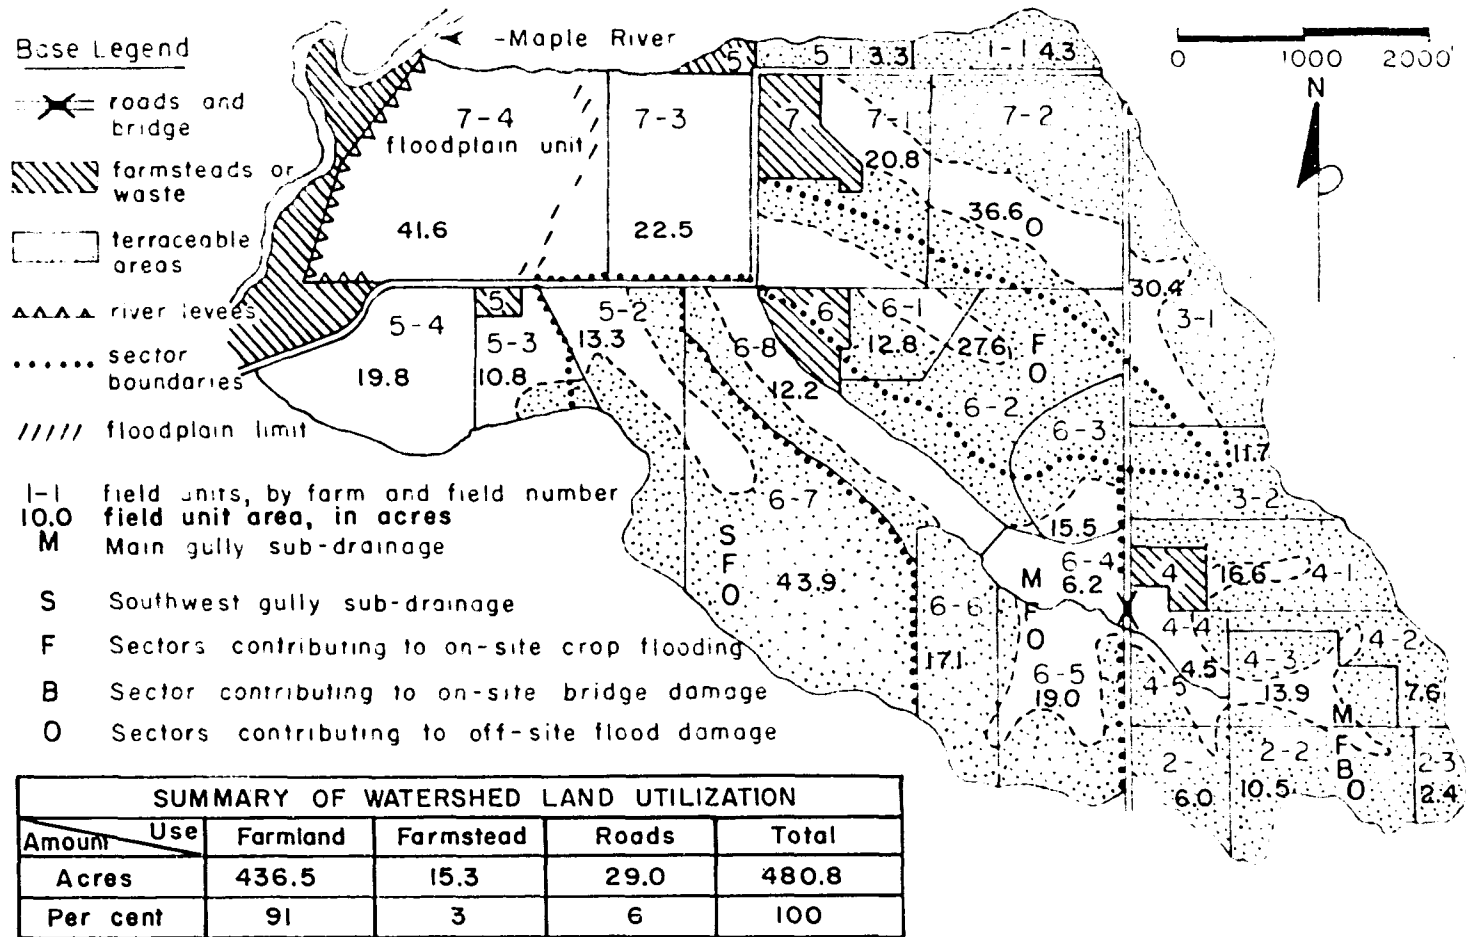 Base Legend
roads and
bridge
farmsteads or
waste
terraceable
areas
river levees
sector
boundaries
floodplain limit
1-1 field units, by farm and field number
10.0 field unit area, in acres
M Main gully sub-drainage
S Southwest gully sub-drainage
F Sectors contributing to on-site crop flooding
B Sector contributing to on-site bridge damage
O Sectors contributing to off-site flood damage
-Maple River
0 1000 2000'
N
5 5 1 3.3 1-1 4.3
7-4 7-3 7 7-1 7-2
floodplain unit
20.8
41.6 22.5 36.6
O
30.4
3-1
5-4 5 5-3 5-2 6-8 6 6-1
19.8 10.8 13.3 12.2 12.8 27.6
F
O
6-2 6-3
11.7
3-2
6-7
15.5
S
F
O
43.9
M
F
O
6-4
6.2
4 16.6 4-1
6-6
17.1
6-5
19.0
4-4
4.5
4-5
4-3
13.9
4-2
7.6
M
F
B
O
2-
6.0
2-2
10.5
2-3
2.4
SUMMARY OF WATERSHED LAND UTILIZATION
Amount Use Farmland Farmstead Roads Total
Acres 436.5 15.3 29.0 480.8
Per cent 91 3 6 100